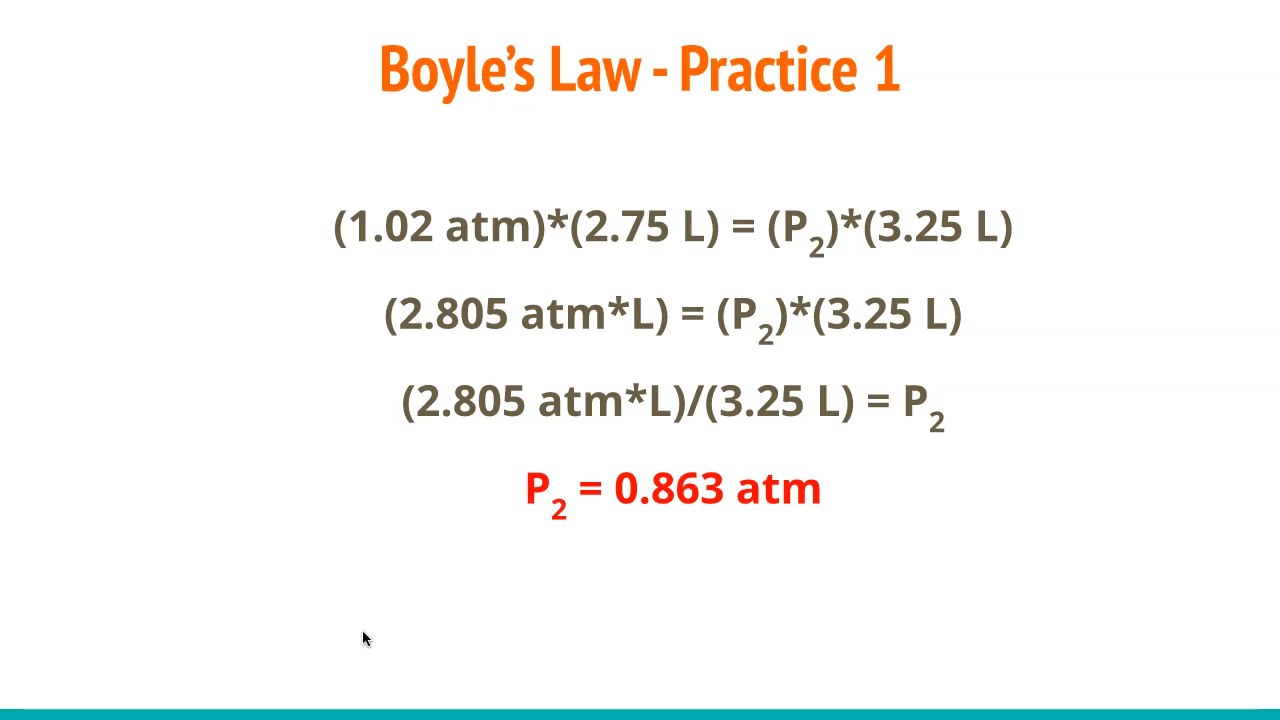 Boyle’s Law - Practice 1
(1.02 atm)*(2.75 L) = (P₂)*(3.25 L)
(2.805 atm*L) = (P₂)*(3.25 L)
(2.805 atm*L)/(3.25 L) = P₂
P₂ = 0.863 atm